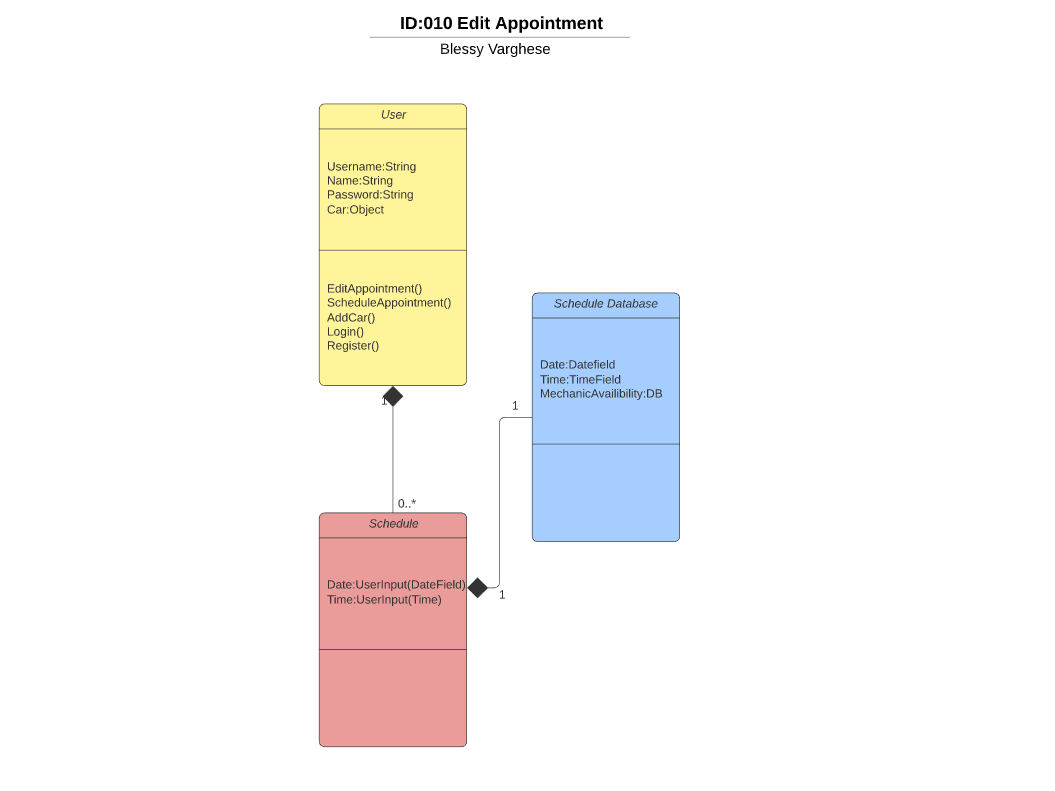 ID:010 Edit Appointment
Blessy Varghese
User
Username:String
Name:String
Password:String
Car:Object
EditAppointment()
ScheduleAppointment()
AddCar()
Login()
Register()
1
0..*
Schedule
Date:UserInput(DateField)
Time:UserInput(Time)
1
1
Schedule Database
Date:Datefield
Time:TimeField
MechanicAvailibility:DB